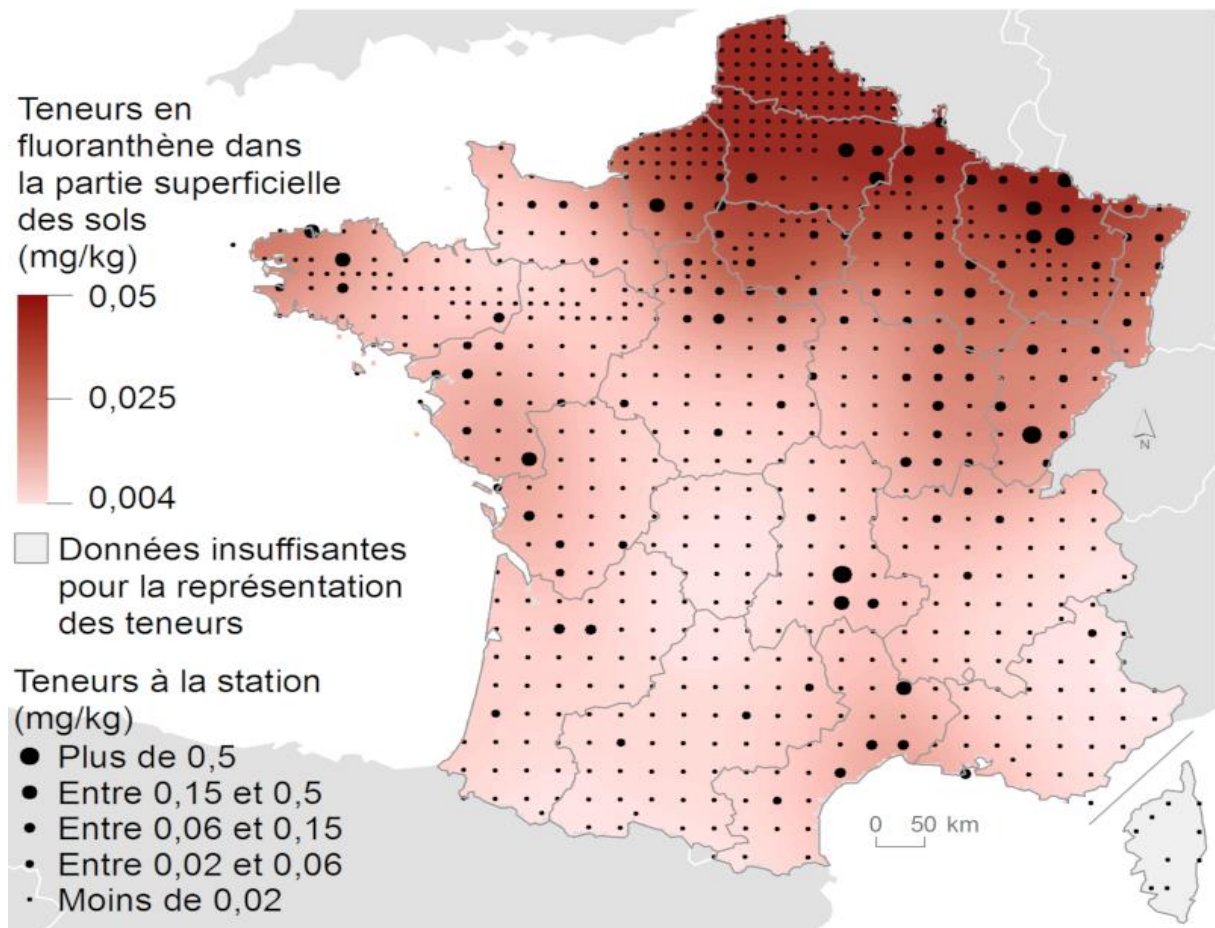 Teneurs en
fluoranthène dans
la partie superficielle
des sols
(mg/kg)
0,05
0,025
0,004
Données insuffisantes
pour la représentation
des teneurs
Teneurs à la station
(mg/kg)
Plus de 0,5
Entre 0,15 et 0,5
Entre 0,06 et 0,15
Entre 0,02 et 0,06
Moins de 0,02
N
0 50 km